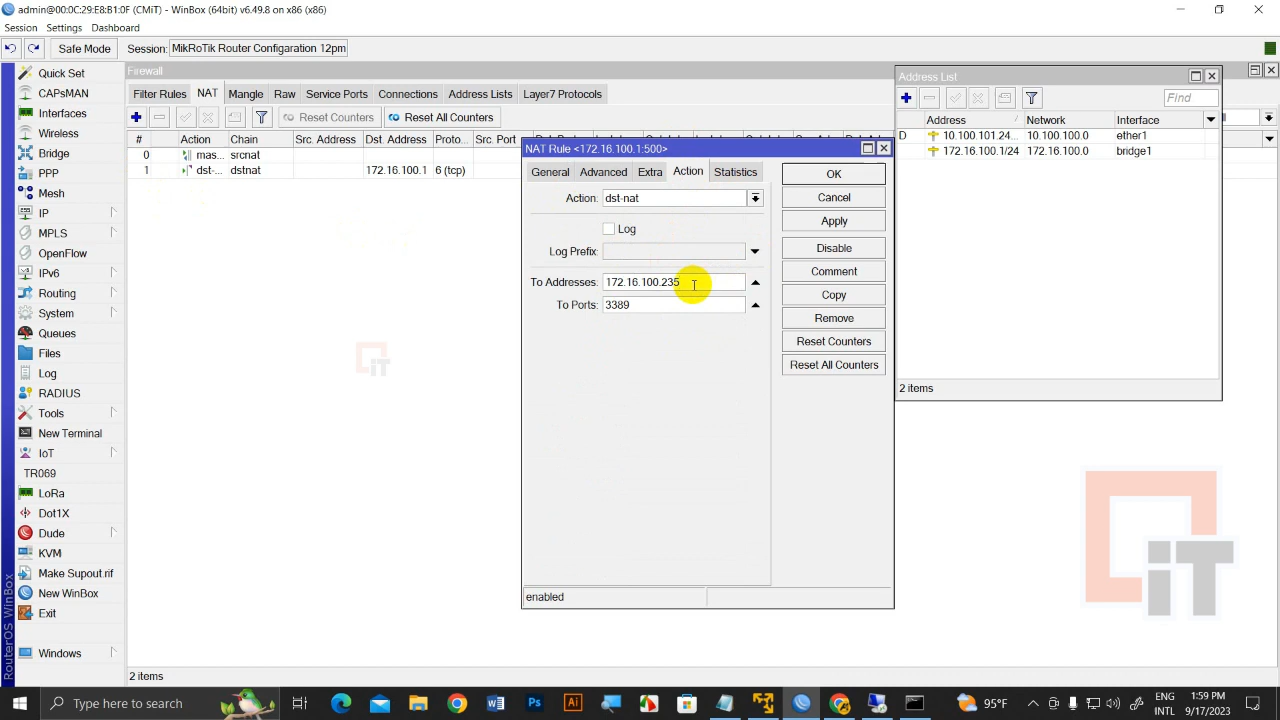 admin@00:0C:29:E8:B1:0F (CMiT) - WinBox (64bit) v6.49.8 on x86 (x86)
Session Settings Dashboard
Safe Mode Session: MikRoTik Router Configaration 12pm
Quick Set
CAPsMAN
Interfaces
Wireless
Bridge
PPP
Mesh
IP
MPLS
OpenFlow
IPv6
Routing
System
Queues
Files
Log
RADIUS
Tools
New Terminal
IoT
TR069
LoRa
Dot1X
Dude
KVM
Make Supout.rif
New WinBox
Exit
Windows
RouterOS WinBox
Firewall
Filter Rules NAT Mangle Raw Service Ports Connections Address Lists Layer7 Protocols
Reset Counters Reset All Counters
# Action Chain Src. Address Dst. Address Proto... Src. Port
0 mas... srcnat
1 dst-... dstnat 172.16.100.1 6 (tcp)
2 items
NAT Rule <172.16.100.1:500>
General Advanced Extra Action Statistics
Action: dst-nat
Log
Log Prefix:
To Addresses: 172.16.100.235
To Ports: 3389
OK
Cancel
Apply
Disable
Comment
Copy
Remove
Reset Counters
Reset All Counters
enabled
Address List
Find
Address Network Interface
D 10.100.101.24... 10.100.100.0 ether1
172.16.100.1/24 172.16.100.0 bridge1
2 items
iT
iT
Type here to search
95°F
ENG
INTL
1:59 PM
9/17/2023